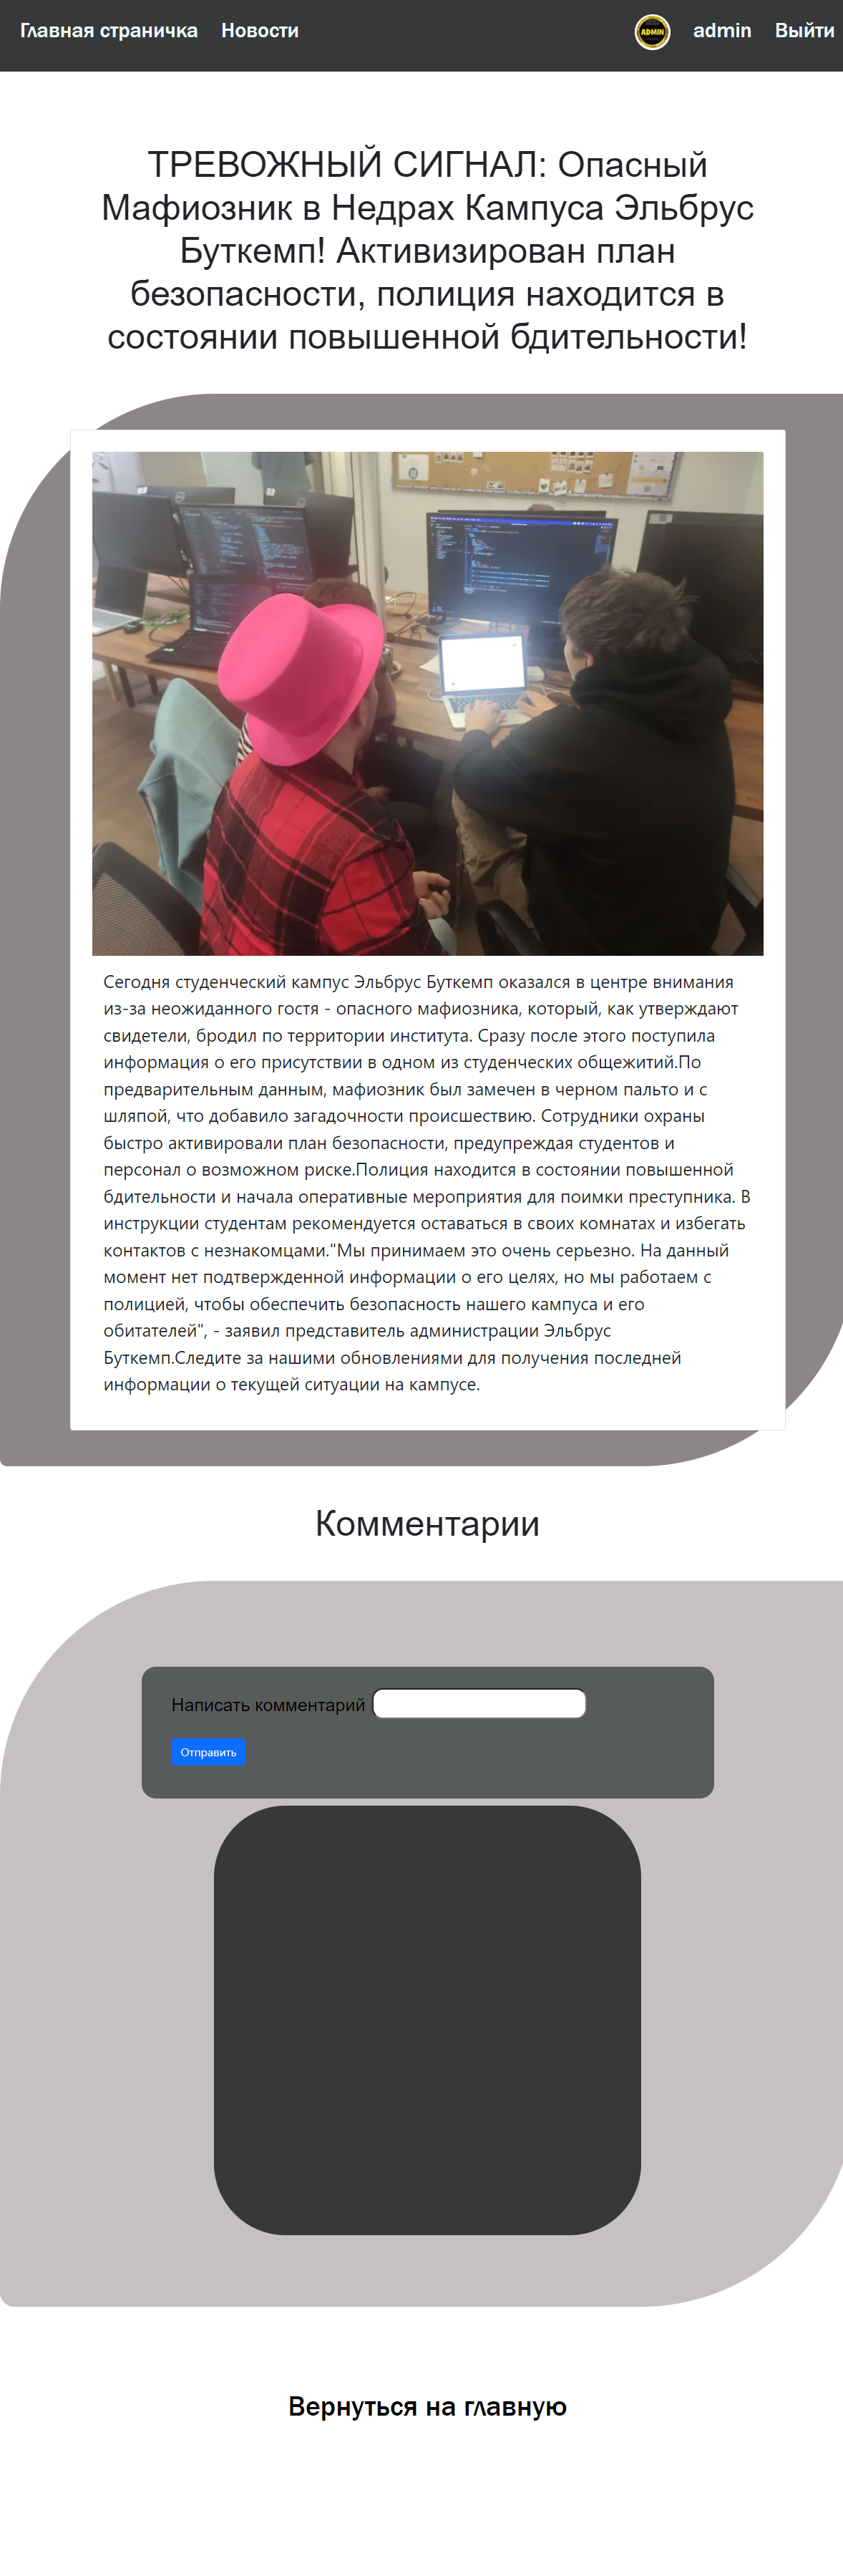 Главная страничка Новости ADMIN admin Выйти
ТРЕВОЖНЫЙ СИГНАЛ: Опасный
Мафиозник в Недрах Кампуса Эльбрус
Буткемп! Активизирован план
безопасности, полиция находится в
состоянии повышенной бдительности!
Сегодня студенческий кампус Эльбрус Буткемп оказался в центре внимания
из-за неожиданного гостя - опасного мафиозника, который, как утверждают
свидетели, бродил по территории института. Сразу после этого поступила
информация о его присутствии в одном из студенческих общежитий.По
предварительным данным, мафиозник был замечен в черном пальто и с
шляпой, что добавило загадочности происшествию. Сотрудники охраны
быстро активировали план безопасности, предупреждая студентов и
персонал о возможном риске.Полиция находится в состоянии повышенной
бдительности и начала оперативные мероприятия для поимки преступника. В
инструкции студентам рекомендуется оставаться в своих комнатах и избегать
контактов с незнакомцами."Мы принимаем это очень серьезно. На данный
момент нет подтвержденной информации о его целях, но мы работаем с
полицией, чтобы обеспечить безопасность нашего кампуса и его
обитателей", - заявил представитель администрации Эльбрус
Буткемп.Следите за нашими обновлениями для получения последней
информации о текущей ситуации на кампусе.
Комментарии
Написать комментарий
Отправить
Вернуться на главную